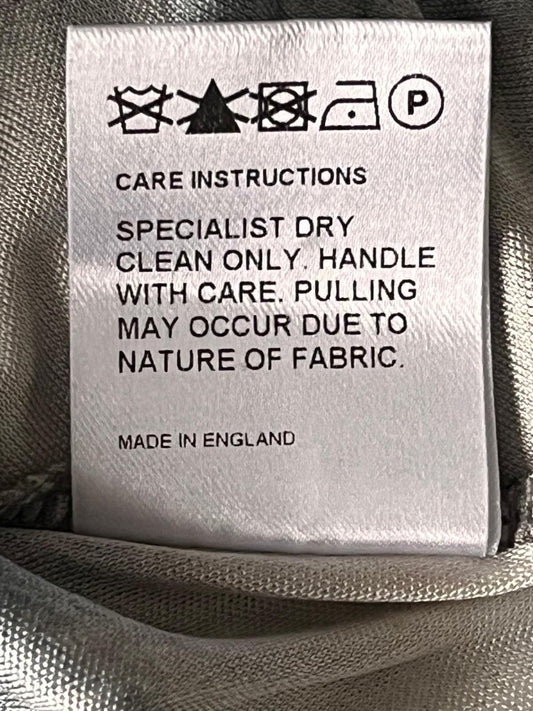 P
CARE INSTRUCTIONS
SPECIALIST DRY
CLEAN ONLY. HANDLE
WITH CARE. PULLING
MAY OCCUR DUE TO
NATURE OF FABRIC.
MADE IN ENGLAND